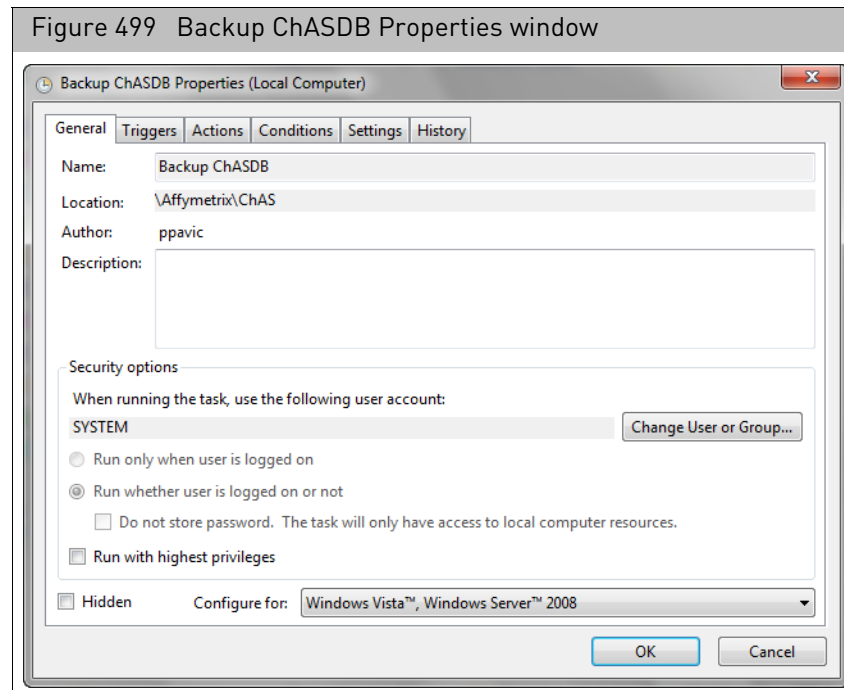 Figure 499 Backup ChASDB Properties window
Backup ChASDB Properties (Local Computer)
General Triggers Actions Conditions Settings History
Name: Backup ChASDB
Location: \Affymetrix\ChAS
Author: ppavic
Description:
Security options
When running the task, use the following user account:
SYSTEM Change User or Group...
Run only when user is logged on
Run whether user is logged on or not
Do not store password. The task will only have access to local computer resources.
Run with highest privileges
Hidden Configure for: Windows Vista™, Windows Server™ 2008
OK Cancel